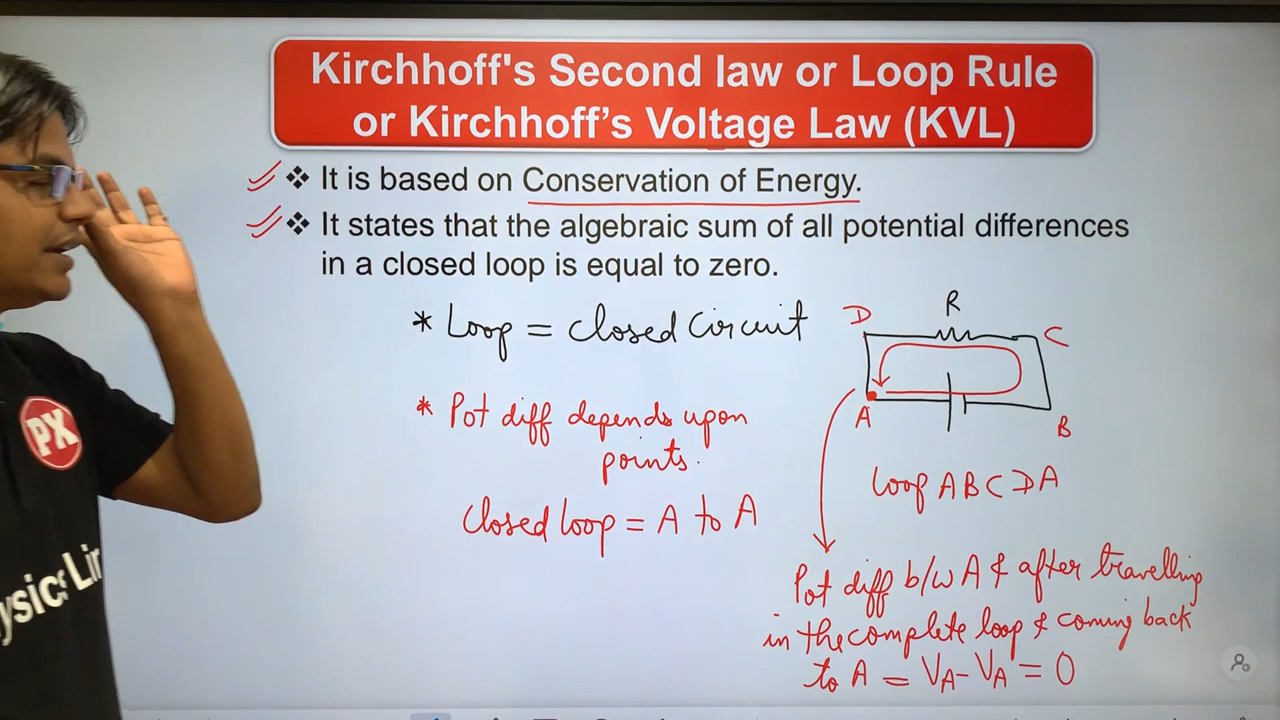 Kirchhoff's Second law or Loop Rule
or Kirchhoff's Voltage Law (KVL)
❖ It is based on Conservation of Energy.
❖ It states that the algebraic sum of all potential differences
in a closed loop is equal to zero.
* Loop = closed Circuit
* Pot diff depends upon
points.
closed loop = A to A
R
D
C
A
B
loop ABCDA
Pot diff b/w A & after travelling
in the complete loop & coming back
to A = VA - VA = 0
PX